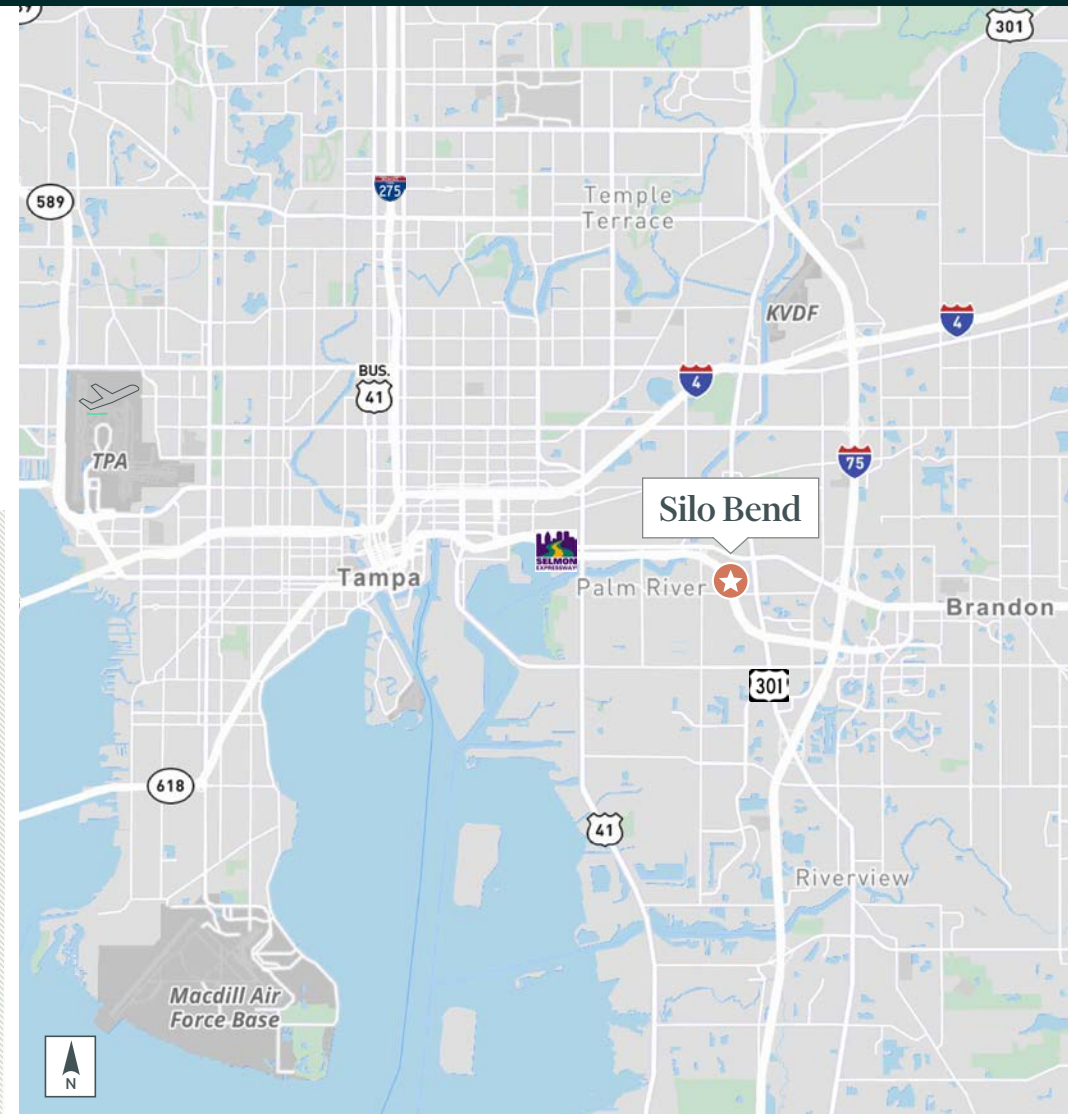 301
589
275
Temple
Terrace
KVDF
4
4
BUS.
41
TPA
75
Silo Bend
SELMON
EXPRESSWAY
Tampa
Palm River
Brandon
301
618
41
Riverview
Macdill Air
Force Base
N